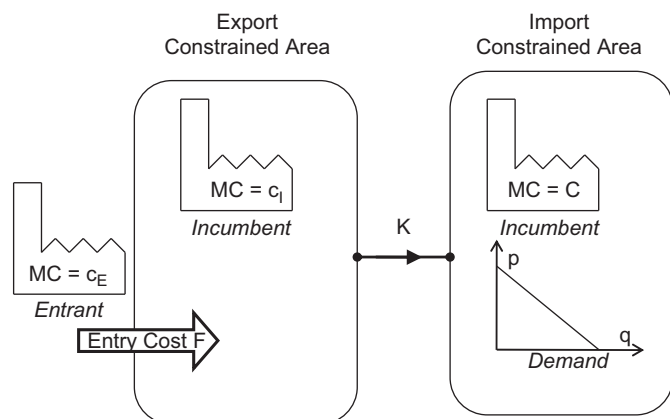 Export
Constrained Area
Import
Constrained Area
MC = c_I
Incumbent
MC = C
Incumbent
K
MC = c_E
Entrant
Entry Cost F
p
q
Demand